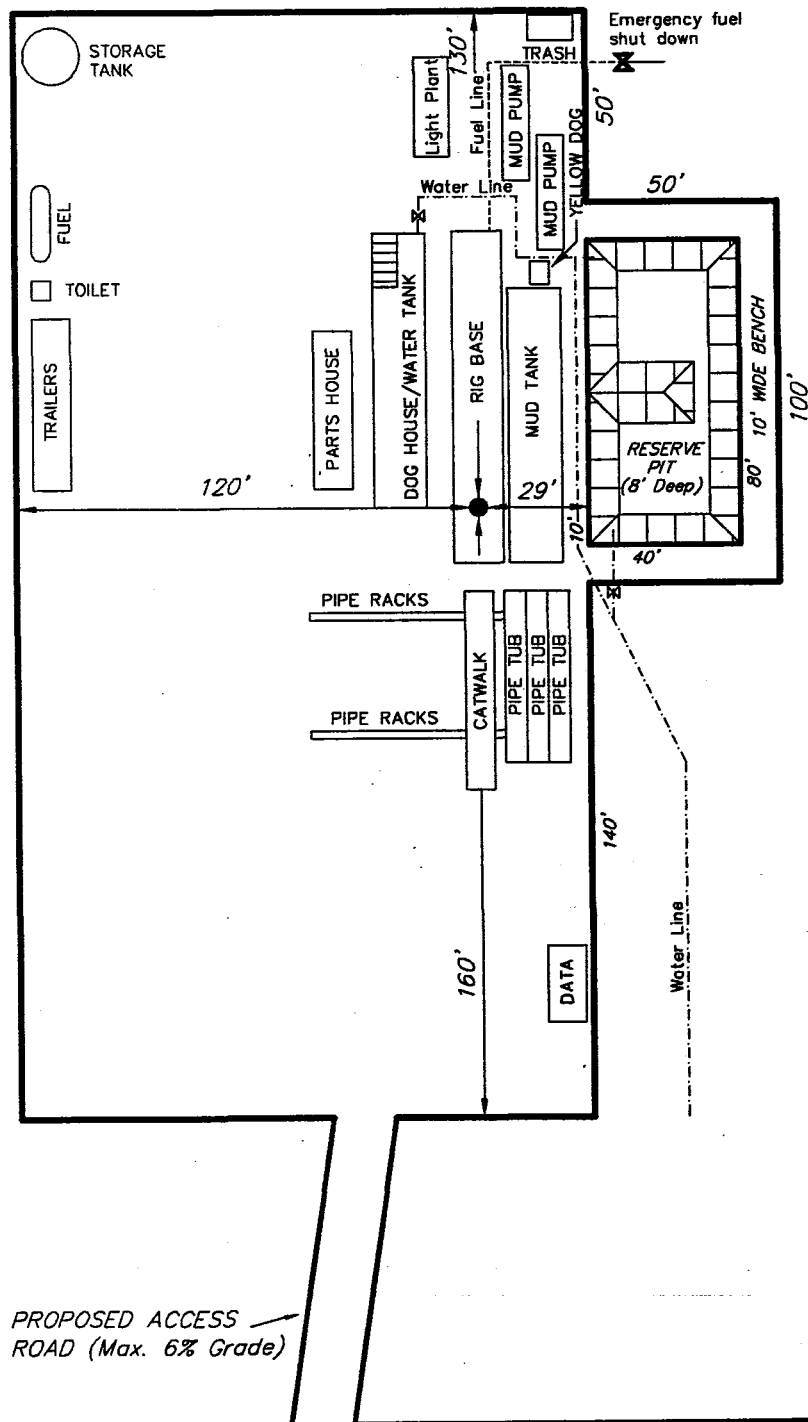 Emergency fuel
shut down
STORAGE
TANK
TRASH
130'
Light Plant
Fuel Line
MUD PUMP
50'
MUD PUMP
YELLOW DOG
Water Line
50'
FUEL
TOILET
TRAILERS
PARTS HOUSE
DOG HOUSE/WATER TANK
RIG BASE
MUD TANK
RESERVE
PIT
(8' Deep)
80'
10' WIDE BENCH
100'
120'
29'
10'
40'
PIPE RACKS
PIPE RACKS
CATWALK
PIPE TUB
PIPE TUB
PIPE TUB
140'
160'
DATA
Water Line
PROPOSED ACCESS
ROAD (Max. 6% Grade)